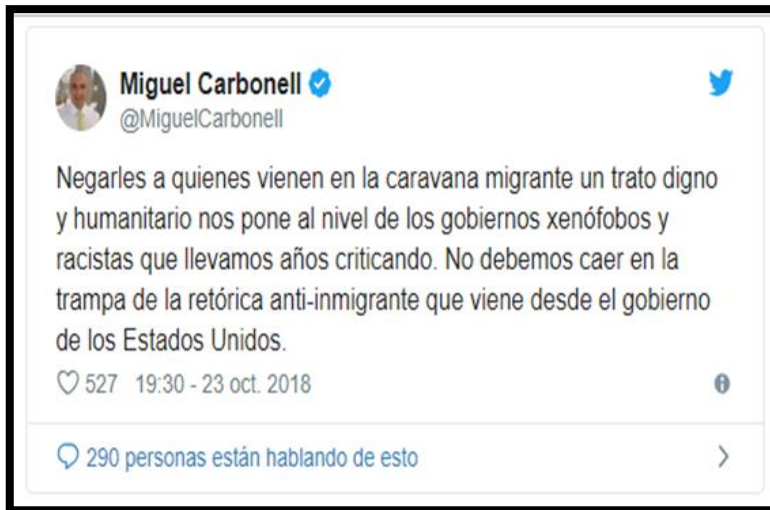 Miguel Carbonell
@MiguelCarbonell
Negarles a quienes vienen en la caravana migrante un trato digno
y humanitario nos pone al nivel de los gobiernos xenófobos y
racistas que llevamos años criticando. No debemos caer en la
trampa de la retórica anti-inmigrante que viene desde el gobierno
de los Estados Unidos.
527 19:30 - 23 oct. 2018
290 personas están hablando de esto